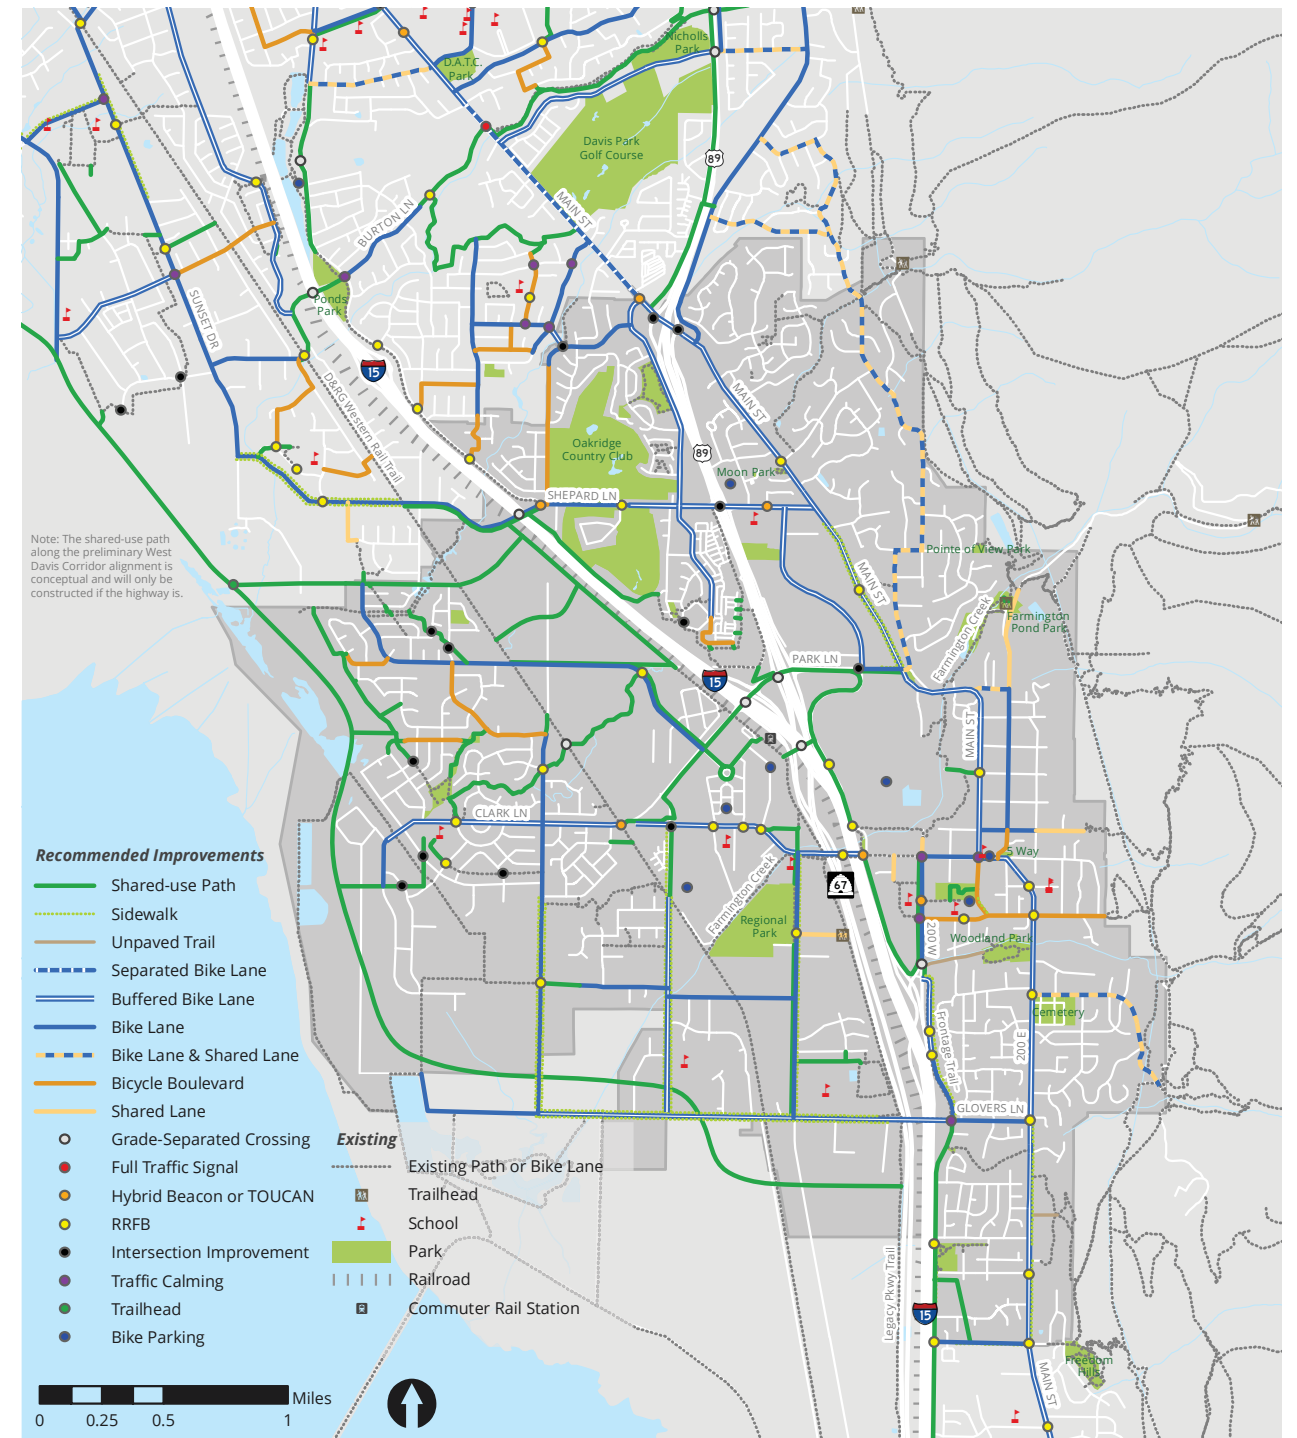 Nicholls
Park
D.A.T.C.
Park
Davis Park
Golf Course
89
MAIN ST
BURTON LN
Ponds
Park
SUNSET DR
15
D&RG Western Rail Trail
MAIN ST
Oakridge
Country Club
89
Moon Park
SHEPARD LN
Note: The shared-use path
along the preliminary West
Davis Corridor alignment is
conceptual and will only be
constructed if the highway is.
Pointe of View Park
MAIN ST
Farmington Creek
Farmington
Pond Park
PARK LN
15
MAIN ST
CLARK LN
5 Way
67
Farmington Creek
Regional
Park
200 W
Woodland Park
Cemetery
Frontage Trail
200 E
GLOVERS LN
Legacy Pkwy Trail
15
Freedom
Hills
MAIN ST
Recommended Improvements
Shared-use Path
Sidewalk
Unpaved Trail
Separated Bike Lane
Buffered Bike Lane
Bike Lane
Bike Lane & Shared Lane
Bicycle Boulevard
Shared Lane
Grade-Separated Crossing
Full Traffic Signal
Hybrid Beacon or TOUCAN
RRFB
Intersection Improvement
Traffic Calming
Trailhead
Bike Parking
Existing
Existing Path or Bike Lane
Trailhead
School
Park
Railroad
Commuter Rail Station
Miles
0 0.25 0.5 1